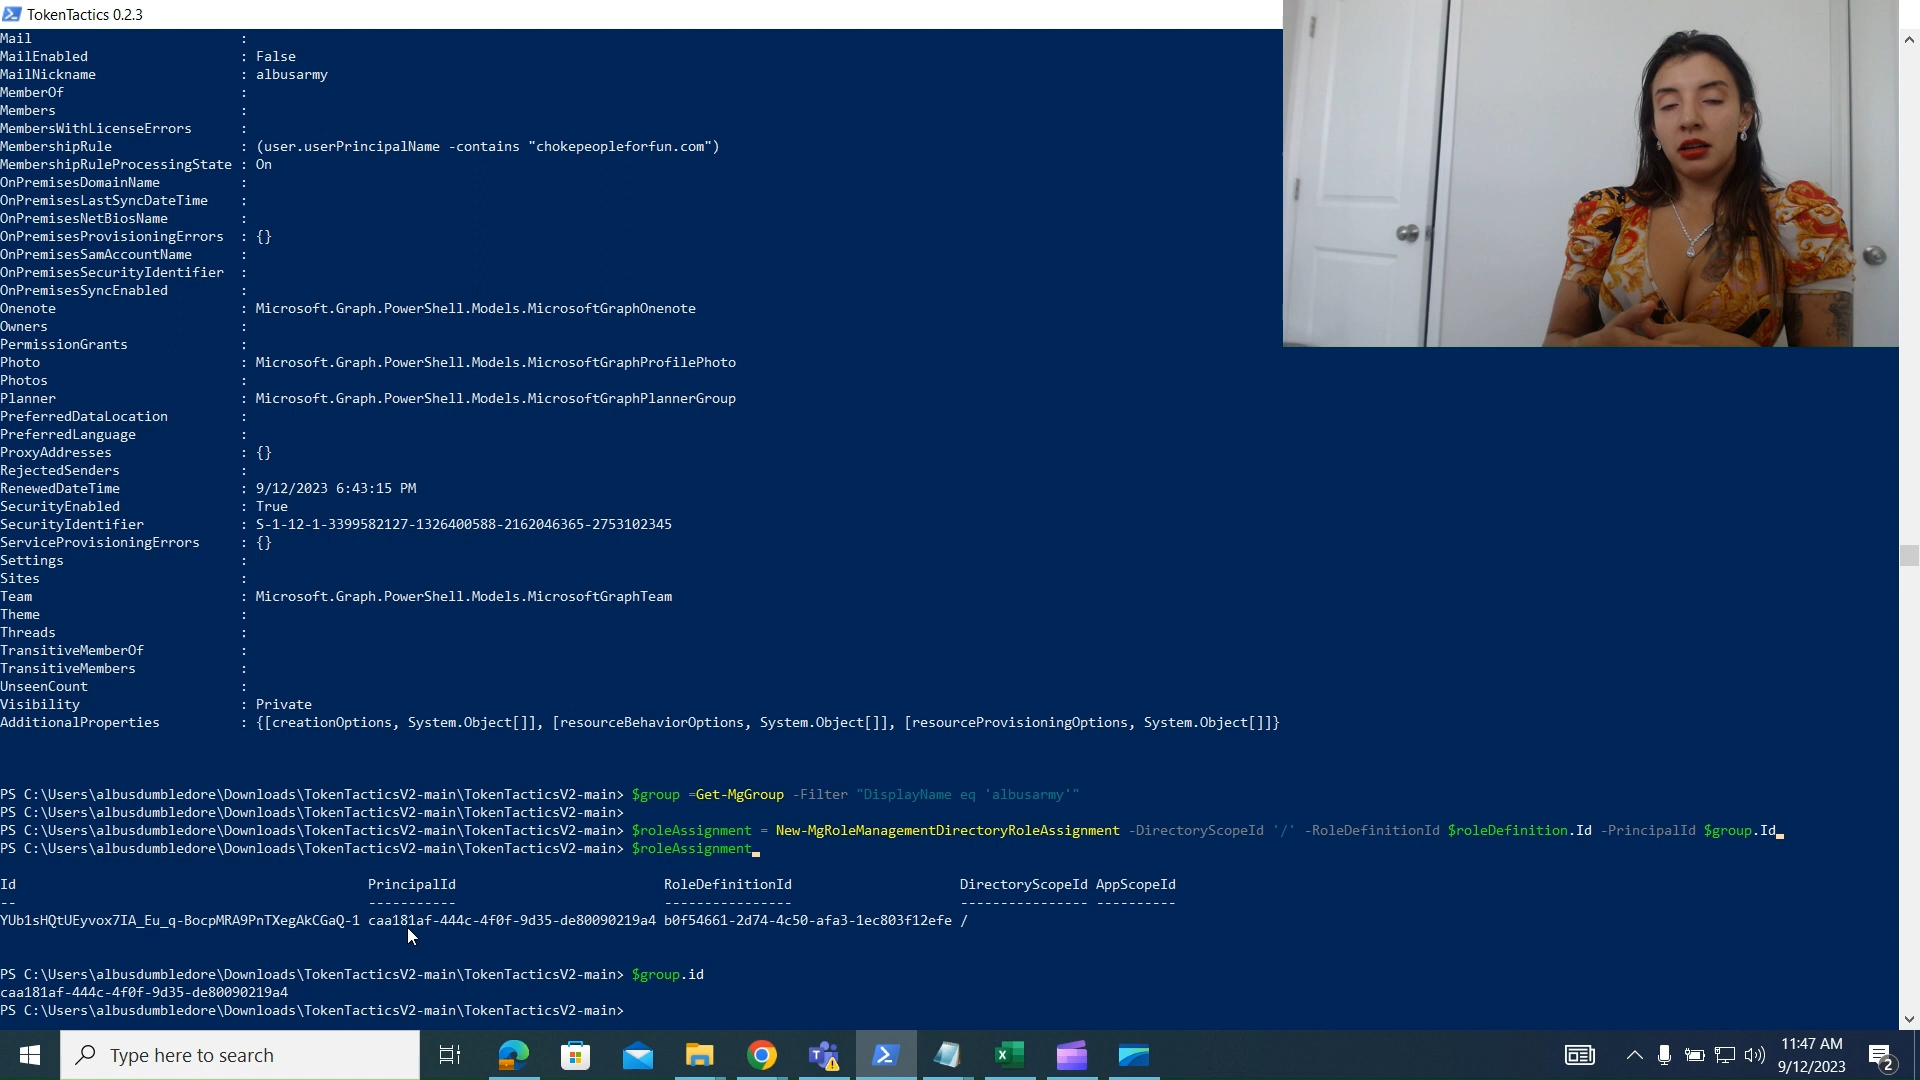 TokenTactics 0.2.3
Mail :
MailEnabled : False
MailNickname : albusarmy
MemberOf :
Members :
MembersWithLicenseErrors :
MembershipRule : (user.userPrincipalName -contains "chokepeopleforfun.com")
MembershipRuleProcessingState : On
OnPremisesDomainName :
OnPremisesLastSyncDateTime :
OnPremisesNetBiosName :
OnPremisesProvisioningErrors : {}
OnPremisesSamAccountName :
OnPremisesSecurityIdentifier :
OnPremisesSyncEnabled :
Onenote : Microsoft.Graph.PowerShell.Models.MicrosoftGraphOnenote
Owners :
PermissionGrants :
Photo : Microsoft.Graph.PowerShell.Models.MicrosoftGraphProfilePhoto
Photos :
Planner : Microsoft.Graph.PowerShell.Models.MicrosoftGraphPlannerGroup
PreferredDataLocation :
PreferredLanguage :
ProxyAddresses : {}
RejectedSenders :
RenewedDateTime : 9/12/2023 6:43:15 PM
SecurityEnabled : True
SecurityIdentifier : S-1-12-1-3399582127-1326400588-2162046365-2753102345
ServiceProvisioningErrors : {}
Settings :
Sites :
Team : Microsoft.Graph.PowerShell.Models.MicrosoftGraphTeam
Theme :
Threads :
TransitiveMemberOf :
TransitiveMembers :
UnseenCount :
Visibility : Private
AdditionalProperties : {[creationOptions, System.Object[]], [resourceBehaviorOptions, System.Object[]], [resourceProvisioningOptions, System.Object[]]}
PS C:\Users\albusdumbledore\Downloads\TokenTacticsV2-main\TokenTacticsV2-main> $group =Get-MgGroup -Filter "DisplayName eq 'albusarmy'"
PS C:\Users\albusdumbledore\Downloads\TokenTacticsV2-main\TokenTacticsV2-main>
PS C:\Users\albusdumbledore\Downloads\TokenTacticsV2-main\TokenTacticsV2-main> $roleAssignment = New-MgRoleManagementDirectoryRoleAssignment -DirectoryScopeId '/' -RoleDefinitionId $roleDefinition.Id -PrincipalId $group.Id
PS C:\Users\albusdumbledore\Downloads\TokenTacticsV2-main\TokenTacticsV2-main> $roleAssignment
Id PrincipalId RoleDefinitionId DirectoryScopeId AppScopeId
-- ----------- ---------------- ---------------- ----------
YUb1sHQtUEyvox7IA_Eu_q-BocpMRA9PnTXegAkCGaQ-1 caa181af-444c-4f0f-9d35-de80090219a4 b0f54661-2d74-4c50-afa3-1ec803f12efe /
PS C:\Users\albusdumbledore\Downloads\TokenTacticsV2-main\TokenTacticsV2-main> $group.id
caa181af-444c-4f0f-9d35-de80090219a4
PS C:\Users\albusdumbledore\Downloads\TokenTacticsV2-main\TokenTacticsV2-main>
Type here to search
11:47 AM
9/12/2023
2